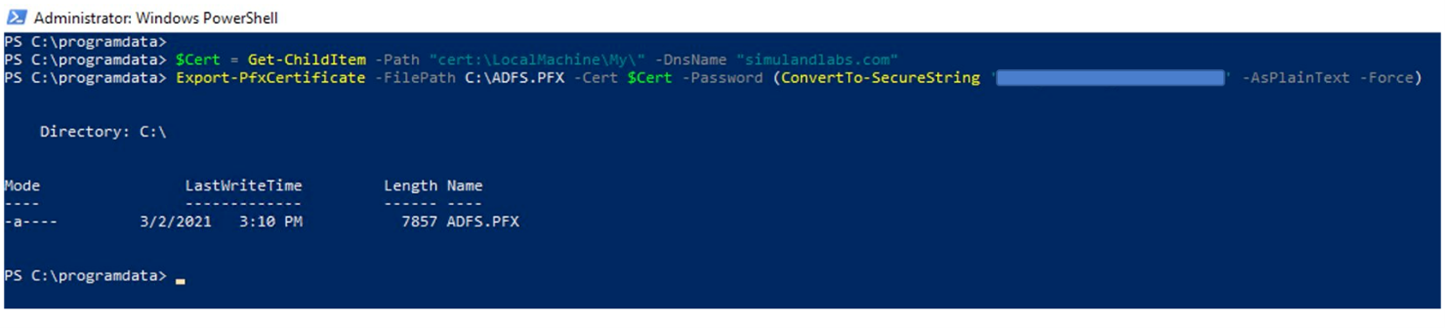 Administrator: Windows PowerShell
PS C:\programdata>
PS C:\programdata> $Cert = Get-ChildItem -Path "cert:\LocalMachine\My\" -DnsName "simulandlabs.com"
PS C:\programdata> Export-PfxCertificate -FilePath C:\ADFS.PFX -Cert $Cert -Password (ConvertTo-SecureString ' ' -AsPlainText -Force)
Directory: C:\
Mode LastWriteTime Length Name
---- ------------- ------ ----
-a---- 3/2/2021 3:10 PM 7857 ADFS.PFX
PS C:\programdata>